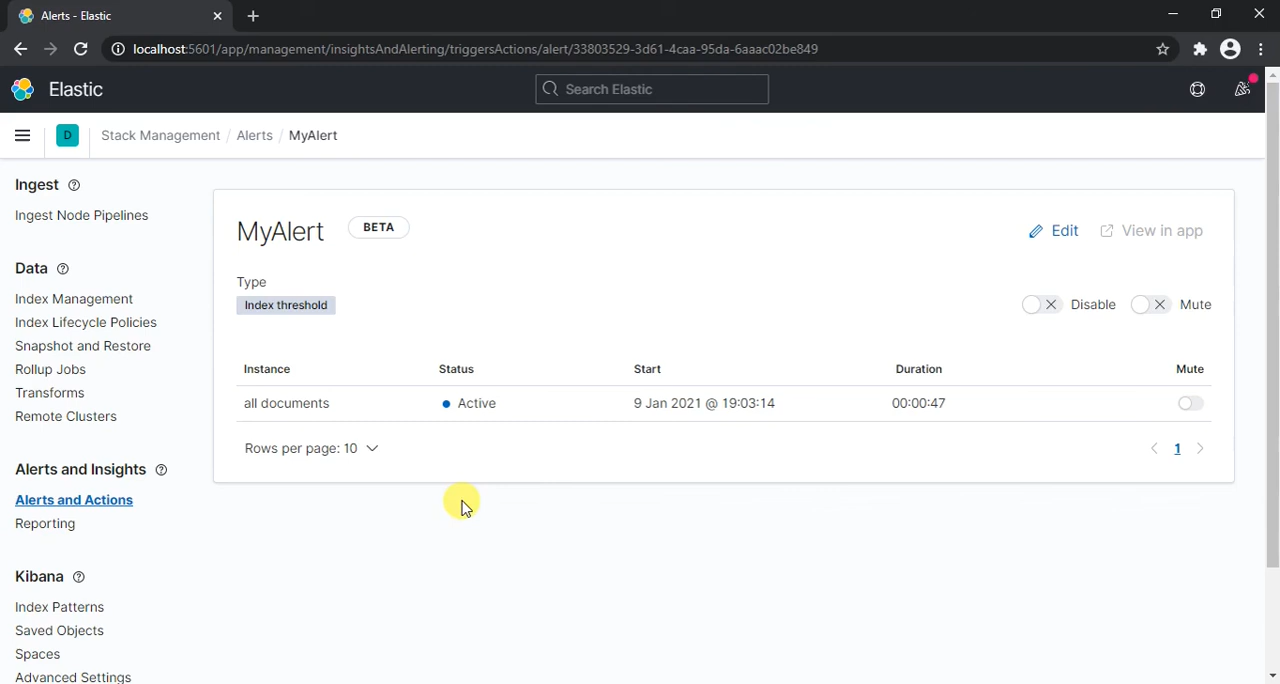 Alerts - Elastic
localhost:5601/app/management/insightsAndAlerting/triggersActions/alert/33803529-3d61-4caa-95da-6aaac02be849
Elastic
Search Elastic
D
Stack Management / Alerts / MyAlert
Ingest
Ingest Node Pipelines
Data
Index Management
Index Lifecycle Policies
Snapshot and Restore
Rollup Jobs
Transforms
Remote Clusters
Alerts and Insights
Alerts and Actions
Reporting
Kibana
Index Patterns
Saved Objects
Spaces
Advanced Settings
MyAlert BETA
Edit View in app
Type
Index threshold
Disable Mute
Instance Status Start Duration Mute
all documents Active 9 Jan 2021 @ 19:03:14 00:00:47
Rows per page: 10
1